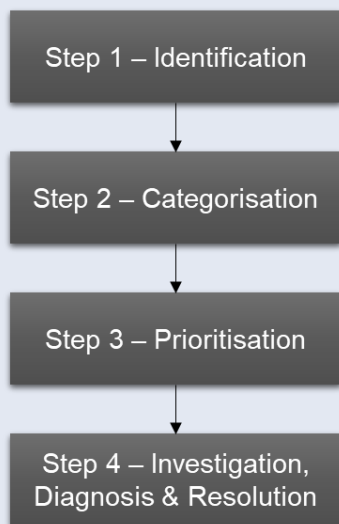 Step 1 – Identification
Step 2 – Categorisation
Step 3 – Prioritisation
Step 4 – Investigation,
Diagnosis & Resolution